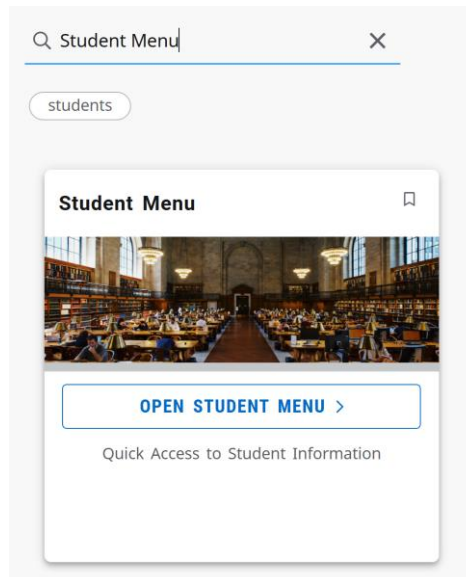 Student Menu
students
Student Menu
OPEN STUDENT MENU >
Quick Access to Student Information